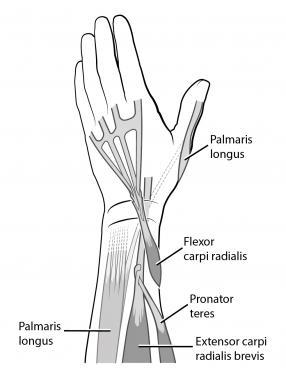 Palmaris
longus
Flexor
carpi radialis
Pronator
teres
Palmaris
longus
Extensor carpi
radialis brevis